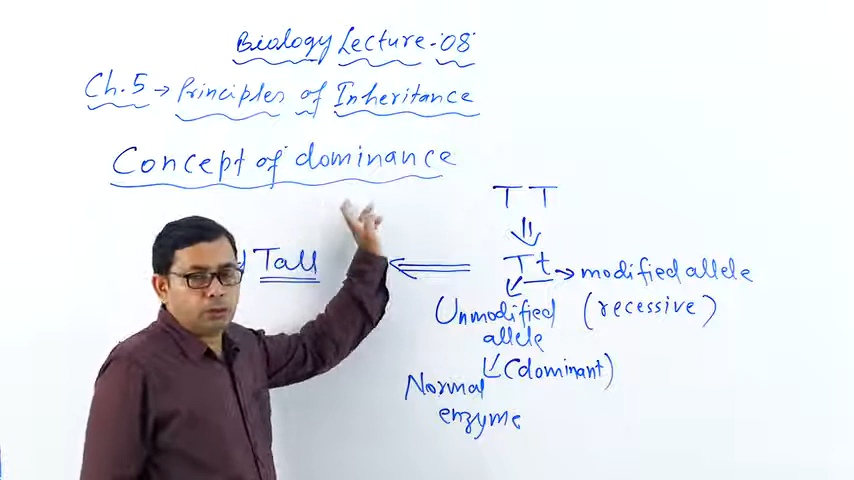 Biology Lecture-08
Ch.5→ Principles of Inheritance
Concept of dominance
TT
Tall
Tt → modified allele
(recessive)
Unmodified
allele
(dominant)
Normal
enzyme